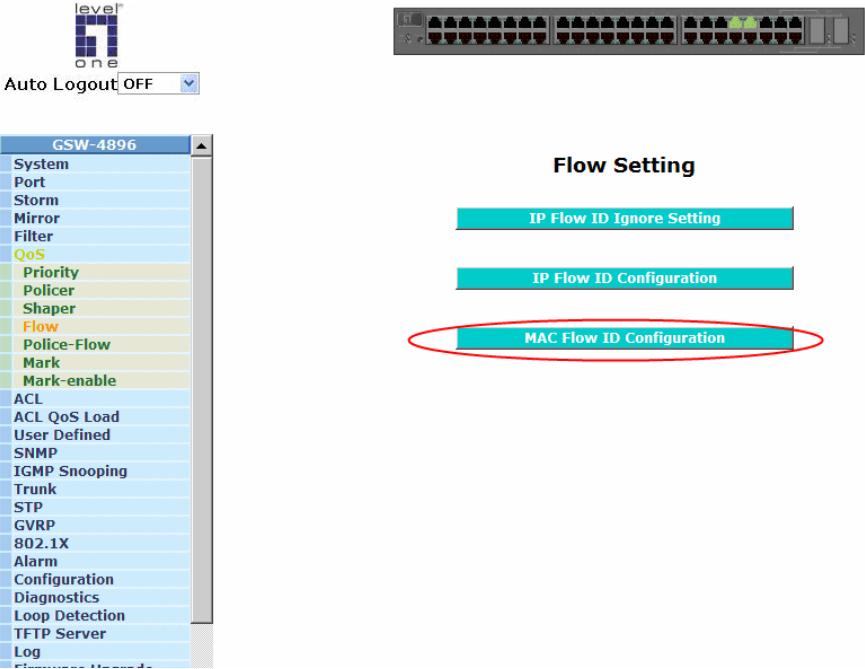 level
one
Auto Logout OFF
GSW-4896
System
Port
Storm
Mirror
Filter
QoS
Priority
Policer
Shaper
Flow
Police-Flow
Mark
Mark-enable
ACL
ACL QoS Load
User Defined
SNMP
IGMP Snooping
Trunk
STP
GVRP
802.1X
Alarm
Configuration
Diagnostics
Loop Detection
TFTP Server
Log
Firmware Upgrade
Flow Setting
IP Flow ID Ignore Setting
IP Flow ID Configuration
MAC Flow ID Configuration